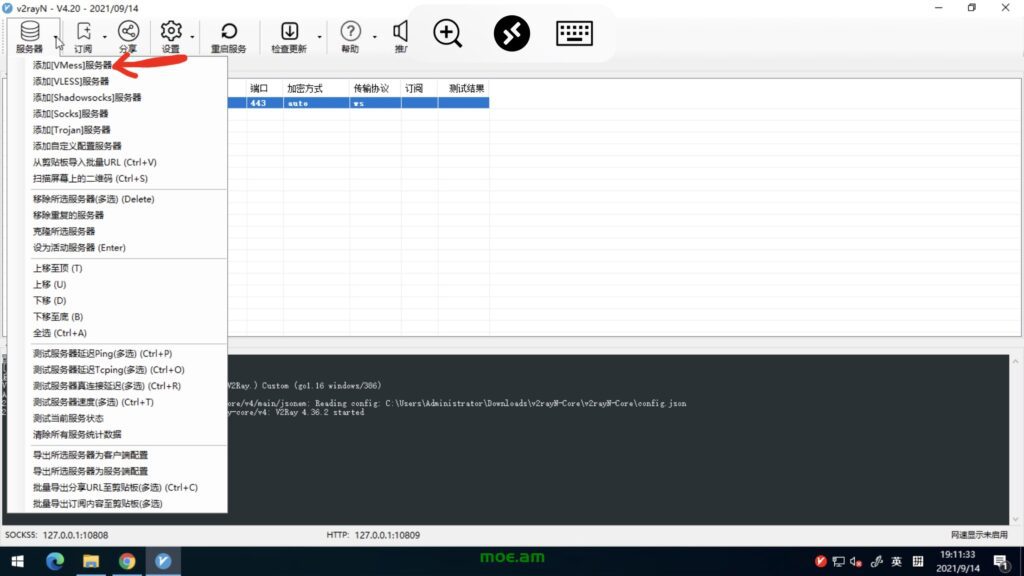 v2rayN - V4.20 - 2021/09/14
服务器 订阅 分享 设置 重启服务 检查更新 帮助 推广
添加[VMess]服务器
添加[VLESS]服务器
添加[Shadowsocks]服务器
添加[Socks]服务器
添加[Trojan]服务器
添加自定义配置服务器
从剪贴板导入批量URL (Ctrl+V)
扫描屏幕上的二维码 (Ctrl+S)
移除所选服务器(多选) (Delete)
移除重复的服务器
克隆所选服务器
设为活动服务器 (Enter)
上移至顶 (T)
上移 (U)
下移 (D)
下移至底 (B)
全选 (Ctrl+A)
测试服务器延迟Ping(多选) (Ctrl+P)
测试服务器延迟Tcping(多选) (Ctrl+O)
测试服务器真连接延迟(多选) (Ctrl+R)
测试服务器速度(多选) (Ctrl+T)
测试当前服务状态
清除所有服务统计数据
导出所选服务器为客户端配置
导出所选服务器为服务端配置
批量导出分享URL至剪贴板(多选) (Ctrl+C)
批量导出订阅内容至剪贴板(多选)
端口 加密方式 传输协议 订阅 测试结果
443 auto ws
V2Ray.) Custom (go1.16 windows/386)
ore/v4/main/jsonem: Reading config: C:\Users\Administrator\Downloads\v2rayN-Core\v2rayN-Core\config.json
y-core/v4: V2Ray 4.36.2 started
SOCKS5: 127.0.0.1:10808 HTTP: 127.0.0.1:10809 网速显示未启用
moe.am
英
19:11:33
2021/9/14